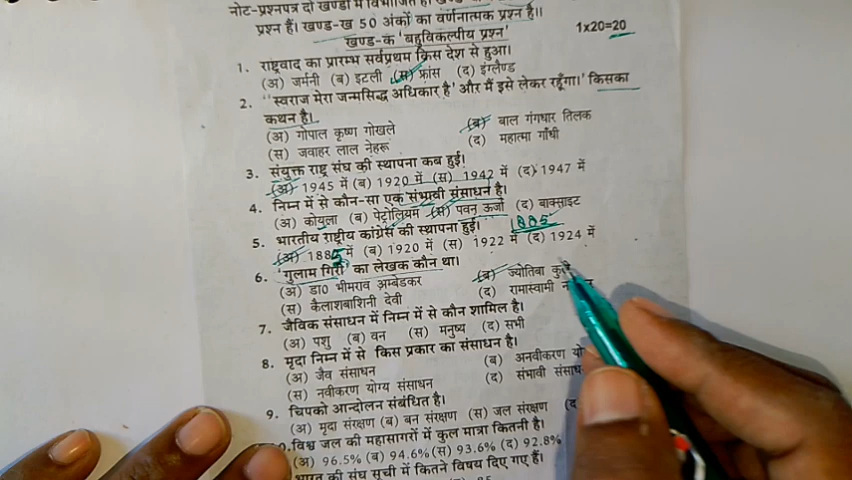 नोट-प्रश्नपत्र दो खण्डों में विभाजित है। खण्ड-क
प्रश्न हैं। खण्ड-ख 50 अंकों का वर्णनात्मक प्रश्न है।।
खण्ड-क 'बहुविकल्पीय प्रश्न' 1x20=20
1. राष्ट्रवाद का प्रारम्भ सर्वप्रथम किस देश से हुआ।
(अ) जर्मनी (ब) इटली (स) फ्रांस (द) इंग्लैण्ड
2. "स्वराज मेरा जन्मसिद्ध अधिकार है' और मैं इसे लेकर रहूँगा।' किसका
कथन है।
(अ) गोपाल कृष्ण गोखले (ब) बाल गंगधार तिलक
(स) जवाहर लाल नेहरू (द) महात्मा गाँधी
3. संयुक्त राष्ट्र संघ की स्थापना कब हुई।
(अ) 1945 में (ब) 1920 में (स) 1942 में (द) 1947 में
4. निम्न में से कौन-सा एक संभावी संसाधन है।
(अ) कोयला (ब) पेट्रोलियम (स) पवन ऊर्जा (द) बाक्साइट
5. भारतीय राष्ट्रीय कांग्रेस की स्थापना हुई। 1885
(अ) 1885 में (ब) 1920 में (स) 1922 में (द) 1924 में
6. 'गुलाम गिरी' का लेखक कौन था।
(अ) डा0 भीमराव अम्बेडकर (ब) ज्योतिबा
(स) कैलाशबाशिनी देवी (द) रामास्वामी
7. जैविक संसाधन में निम्न में से कौन शामिल है।
(अ) पशु (ब) वन (स) मनुष्य (द) सभी
8. मृदा निम्न में से किस प्रकार का संसाधन है।
(अ) जैव संसाधन (ब) अनवीकरण
(स) नवीकरण योग्य संसाधन (द) संभावी
9. चिपको आन्दोलन संबंधित है।
(अ) मृदा संरक्षण (ब) बन संरक्षण (स) जल संरक्षण
विश्व जल की महासागरों में कुल मात्रा कितनी है।
(अ) 96.5% (ब) 94.6% (स) 93.6% (द) 92.8%
भारत की संघ सूची में कितने विषय दिए गए हैं।